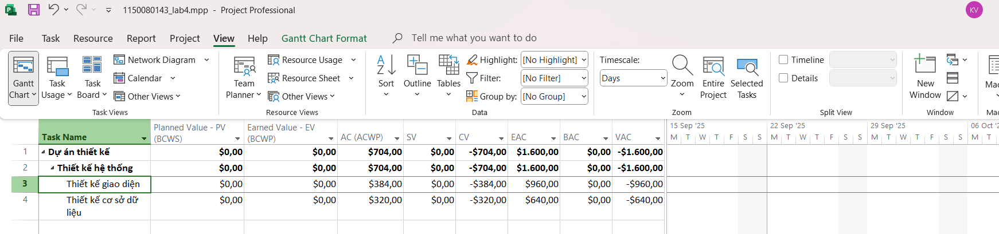 1150080143_lab4.mpp - Project Professional
KV
File Task Resource Report Project View Help Gantt Chart Format Tell me what you want to do
Network Diagram Resource Usage Highlight: [No Highlight] Timescale: Timeline
Calendar Resource Sheet Filter: [No Filter] Days Details
Gantt Chart Task Usage Task Board Other Views Team Planner Other Views Sort Outline Tables Group by: [No Group] Zoom Entire Project Selected Tasks New Window Mac
Task Views Resource Views Data Zoom Split View Window Mac
Task Name Planned Value - PV (BCWS) Earned Value - EV (BCWP) AC (ACWP) SV CV EAC BAC VAC 15 Sep '25 22 Sep '25 29 Sep '25 06 Oct '2
M T W T F S S M T W T F S S M T W T F S S M T
1 Dự án thiết kế $0,00 $0,00 $704,00 $0,00 -$704,00 $1.600,00 $0,00 -$1.600,00
2 Thiết kế hệ thống $0,00 $0,00 $704,00 $0,00 -$704,00 $1.600,00 $0,00 -$1.600,00
3 Thiết kế giao diện $0,00 $0,00 $384,00 $0,00 -$384,00 $960,00 $0,00 -$960,00
4 Thiết kế cơ sở dữ $0,00 $0,00 $320,00 $0,00 -$320,00 $640,00 $0,00 -$640,00
liệu